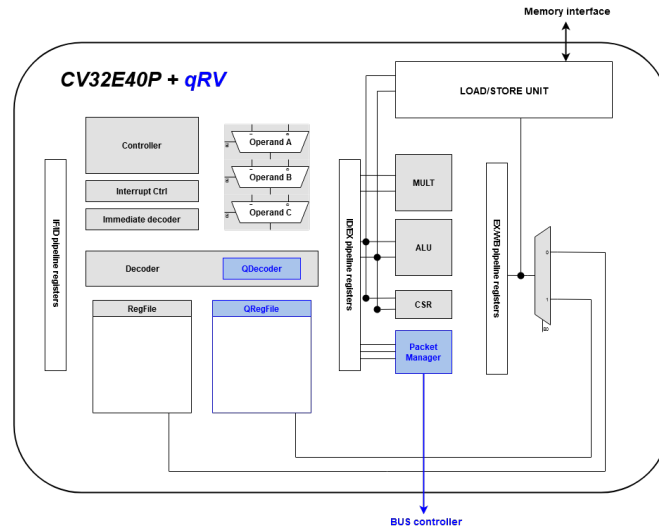 Memory interface
CV32E40P + qRV
LOAD/STORE UNIT
Controller
Operand A
Operand B
Operand C
Interrupt Ctrl
Immediate decoder
MULT
ALU
CSR
Packet
Manager
IF/ID pipeline registers
ID/EX pipeline registers
EX/WB pipeline registers
0
1
Decoder
QDecoder
RegFile
QRegFile
BUS controller